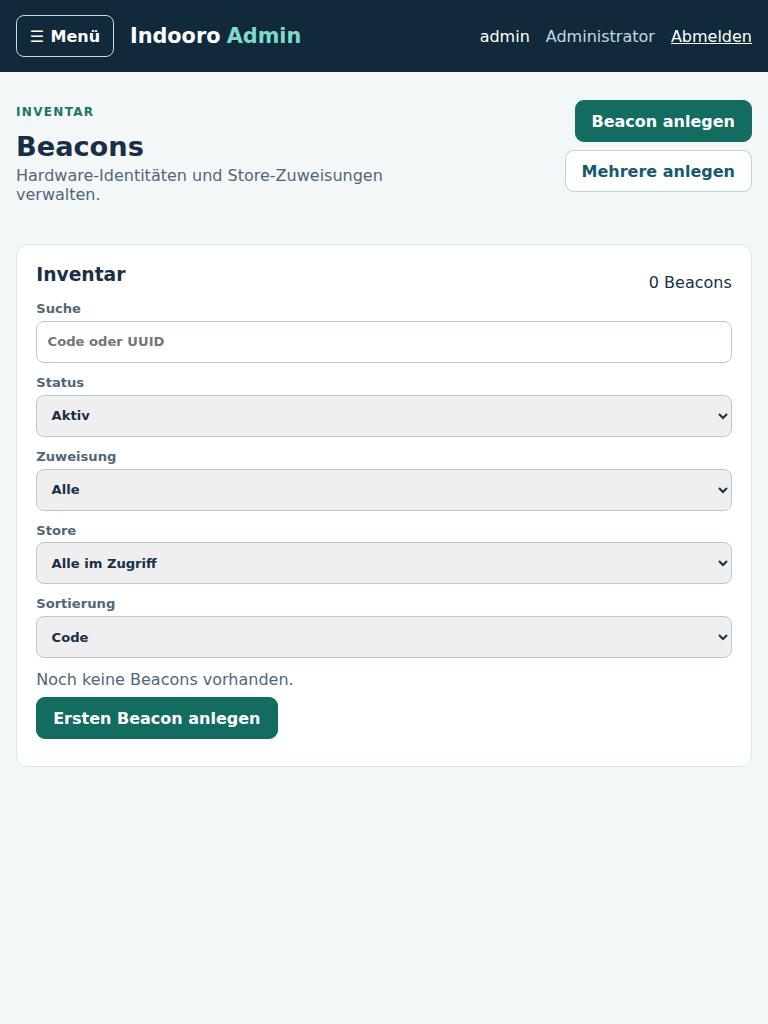 ☰ Menü Indooro Admin admin Administrator Abmelden
INVENTAR
Beacons
Hardware-Identitäten und Store-Zuweisungen
verwalten.
Beacon anlegen
Mehrere anlegen
Inventar
0 Beacons
Suche
Code oder UUID
Status
Aktiv
Zuweisung
Alle
Store
Alle im Zugriff
Sortierung
Code
Noch keine Beacons vorhanden.
Ersten Beacon anlegen